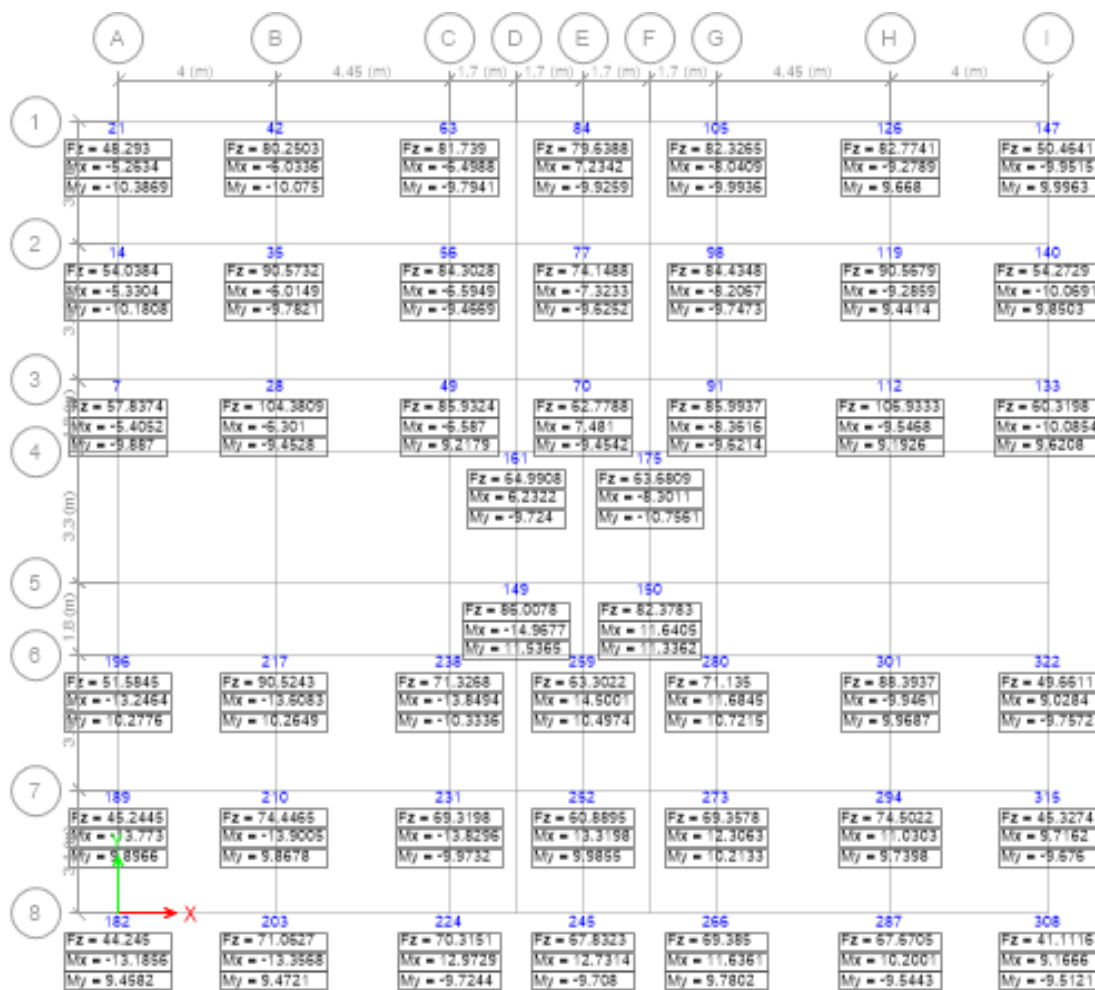 A B C D E F G H I
4 (m) 4.45 (m) 1.7 (m) 1.7 (m) 1.7 (m) 1.7 (m) 4.45 (m) 4 (m)
1
21 42 63 84 105 126 147
Fz = 48.293 Fz = 80.2503 Fz = 81.739 Fz = 79.6388 Fz = 82.3265 Fz = 82.7741 Fz = 50.4641
Mx = -5.2634 Mx = -6.0336 Mx = -6.4988 Mx = 7.2342 Mx = -8.0409 Mx = -9.2789 Mx = -9.9515
My = -10.3869 My = -10.075 My = -9.7941 My = -9.9259 My = -9.9936 My = 9.668 My = 9.9963
2
14 35 56 77 98 119 140
Fz = 54.0384 Fz = 90.5732 Fz = 84.3028 Fz = 74.1488 Fz = 84.4348 Fz = 90.5679 Fz = 54.2729
Mx = -5.3304 Mx = -6.0149 Mx = -6.5949 Mx = -7.3233 Mx = -8.2067 Mx = -9.2859 Mx = -10.0691
My = -10.1808 My = -9.7821 My = -9.4669 My = -9.6252 My = -9.7473 My = 9.4414 My = 9.8503
3
7 28 49 70 91 112 133
Fz = 57.8374 Fz = 104.3809 Fz = 85.9324 Fz = 62.7788 Fz = 85.9937 Fz = 106.9333 Fz = 60.3198
Mx = -5.4052 Mx = -6.301 Mx = -6.587 Mx = 7.481 Mx = -8.3616 Mx = -9.5468 Mx = -10.0854
My = -9.887 My = -9.4528 My = 9.2179 My = -9.4542 My = -9.6214 My = 9.1926 My = 9.6208
4
161 175
Fz = 64.9908 Fz = 63.6809
Mx = 6.2322 Mx = -8.3011
My = -9.724 My = -10.7561
3.3 (m)
5
149 150
Fz = 86.0078 Fz = 82.3783
Mx = -14.9677 Mx = 11.6405
My = 11.5365 My = 11.3362
1.8 (m)
6
196 217 238 259 280 301 322
Fz = 51.5845 Fz = 90.5243 Fz = 71.3268 Fz = 63.3022 Fz = 71.135 Fz = 88.3937 Fz = 49.6611
Mx = -13.2464 Mx = -13.6083 Mx = -13.8494 Mx = 14.5001 Mx = 11.6845 Mx = -9.9461 Mx = 9.0284
My = 10.2776 My = 10.2649 My = -10.3336 My = 10.4974 My = 10.7215 My = 9.9687 My = -9.7572
7
189 210 231 252 273 294 315
Fz = 45.2445 Fz = 74.4465 Fz = 69.3198 Fz = 60.8895 Fz = 69.3578 Fz = 74.5022 Fz = 45.3274
Mx = Mx = -13.9005 Mx = -13.8296 Mx = 13.3198 Mx = 12.3063 Mx = 11.0303 Mx = 9.7162
My = 9.8966 My = 9.8678 My = -9.9732 My = 9.9855 My = 10.2133 My = 9.7398 My = -9.676
Y
X
8
182 203 224 245 266 287 308
Fz = 44.245 Fz = 71.0627 Fz = 70.3151 Fz = 67.8323 Fz = 69.385 Fz = 67.6705 Fz = 41.1116
Mx = -13.1856 Mx = -13.3568 Mx = 12.9729 Mx = 12.7314 Mx = 11.6361 Mx = 10.2001 Mx = 9.1666
My = 9.4582 My = 9.4721 My = -9.7244 My = -9.708 My = 9.7802 My = -9.5443 My = -9.5121